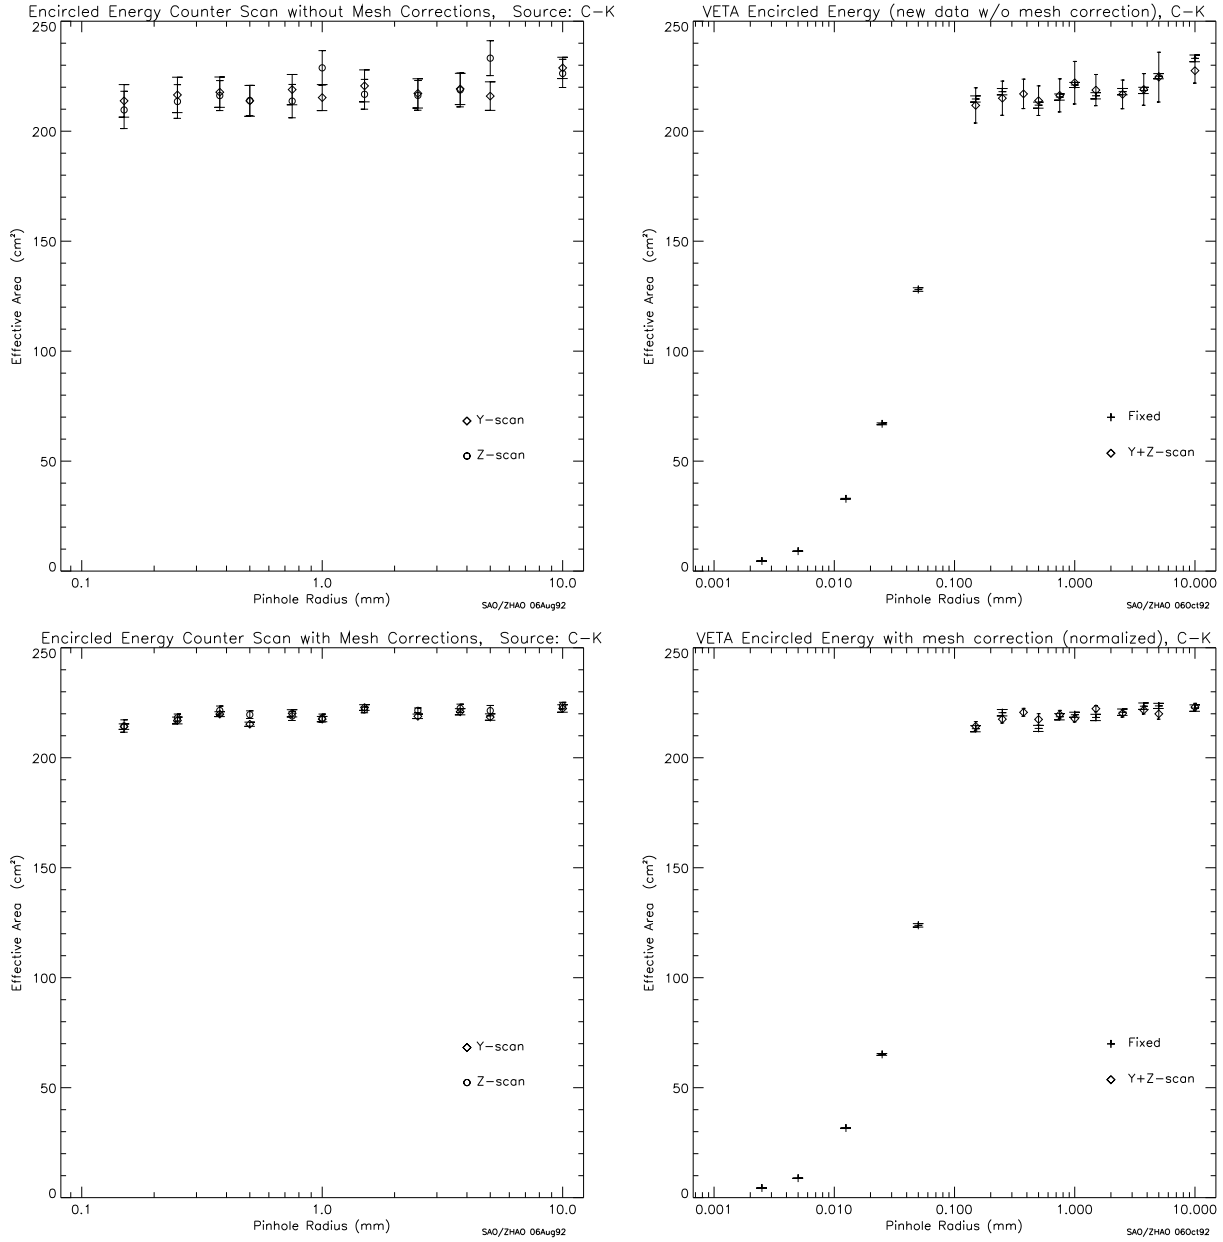 Encircled Energy Counter Scan without Mesh Corrections, Source: C-K
250
200
150
100
50
0
Effective Area (cm²)
Y-scan
Z-scan
0.1 1.0 10.0
Pinhole Radius (mm)
SAO/ZHAO 06Aug92
VETA Encircled Energy (new data w/o mesh correction), C-K
250
200
150
100
50
0
Effective Area (cm²)
Fixed
Y+Z-scan
0.001 0.010 0.100 1.000 10.000
Pinhole Radius (mm)
SAO/ZHAO 06Oct92
Encircled Energy Counter Scan with Mesh Corrections, Source: C-K
250
200
150
100
50
0
Effective Area (cm²)
Y-scan
Z-scan
0.1 1.0 10.0
Pinhole Radius (mm)
SAO/ZHAO 06Aug92
VETA Encircled Energy with mesh correction (normalized), C-K
250
200
150
100
50
0
Effective Area (cm²)
Fixed
Y+Z-scan
0.001 0.010 0.100 1.000 10.000
Pinhole Radius (mm)
SAO/ZHAO 06Oct92